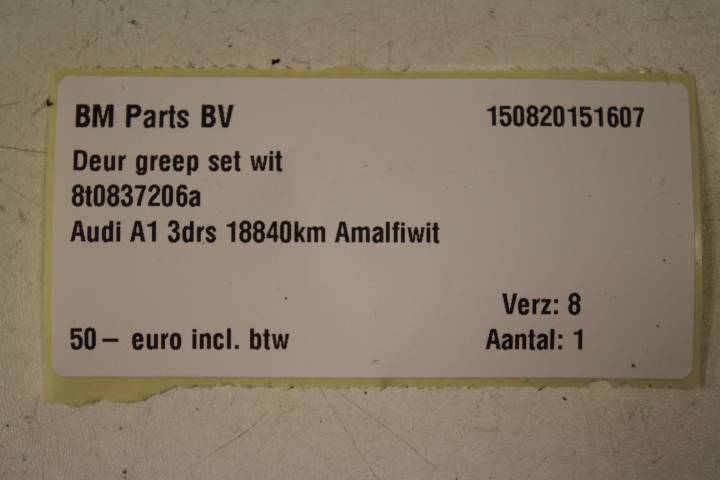 BM Parts BV 150820151607
Deur greep set wit
8t0837206a
Audi A1 3drs 18840km Amalfiwit
Verz: 8
50– euro incl. btw Aantal: 1